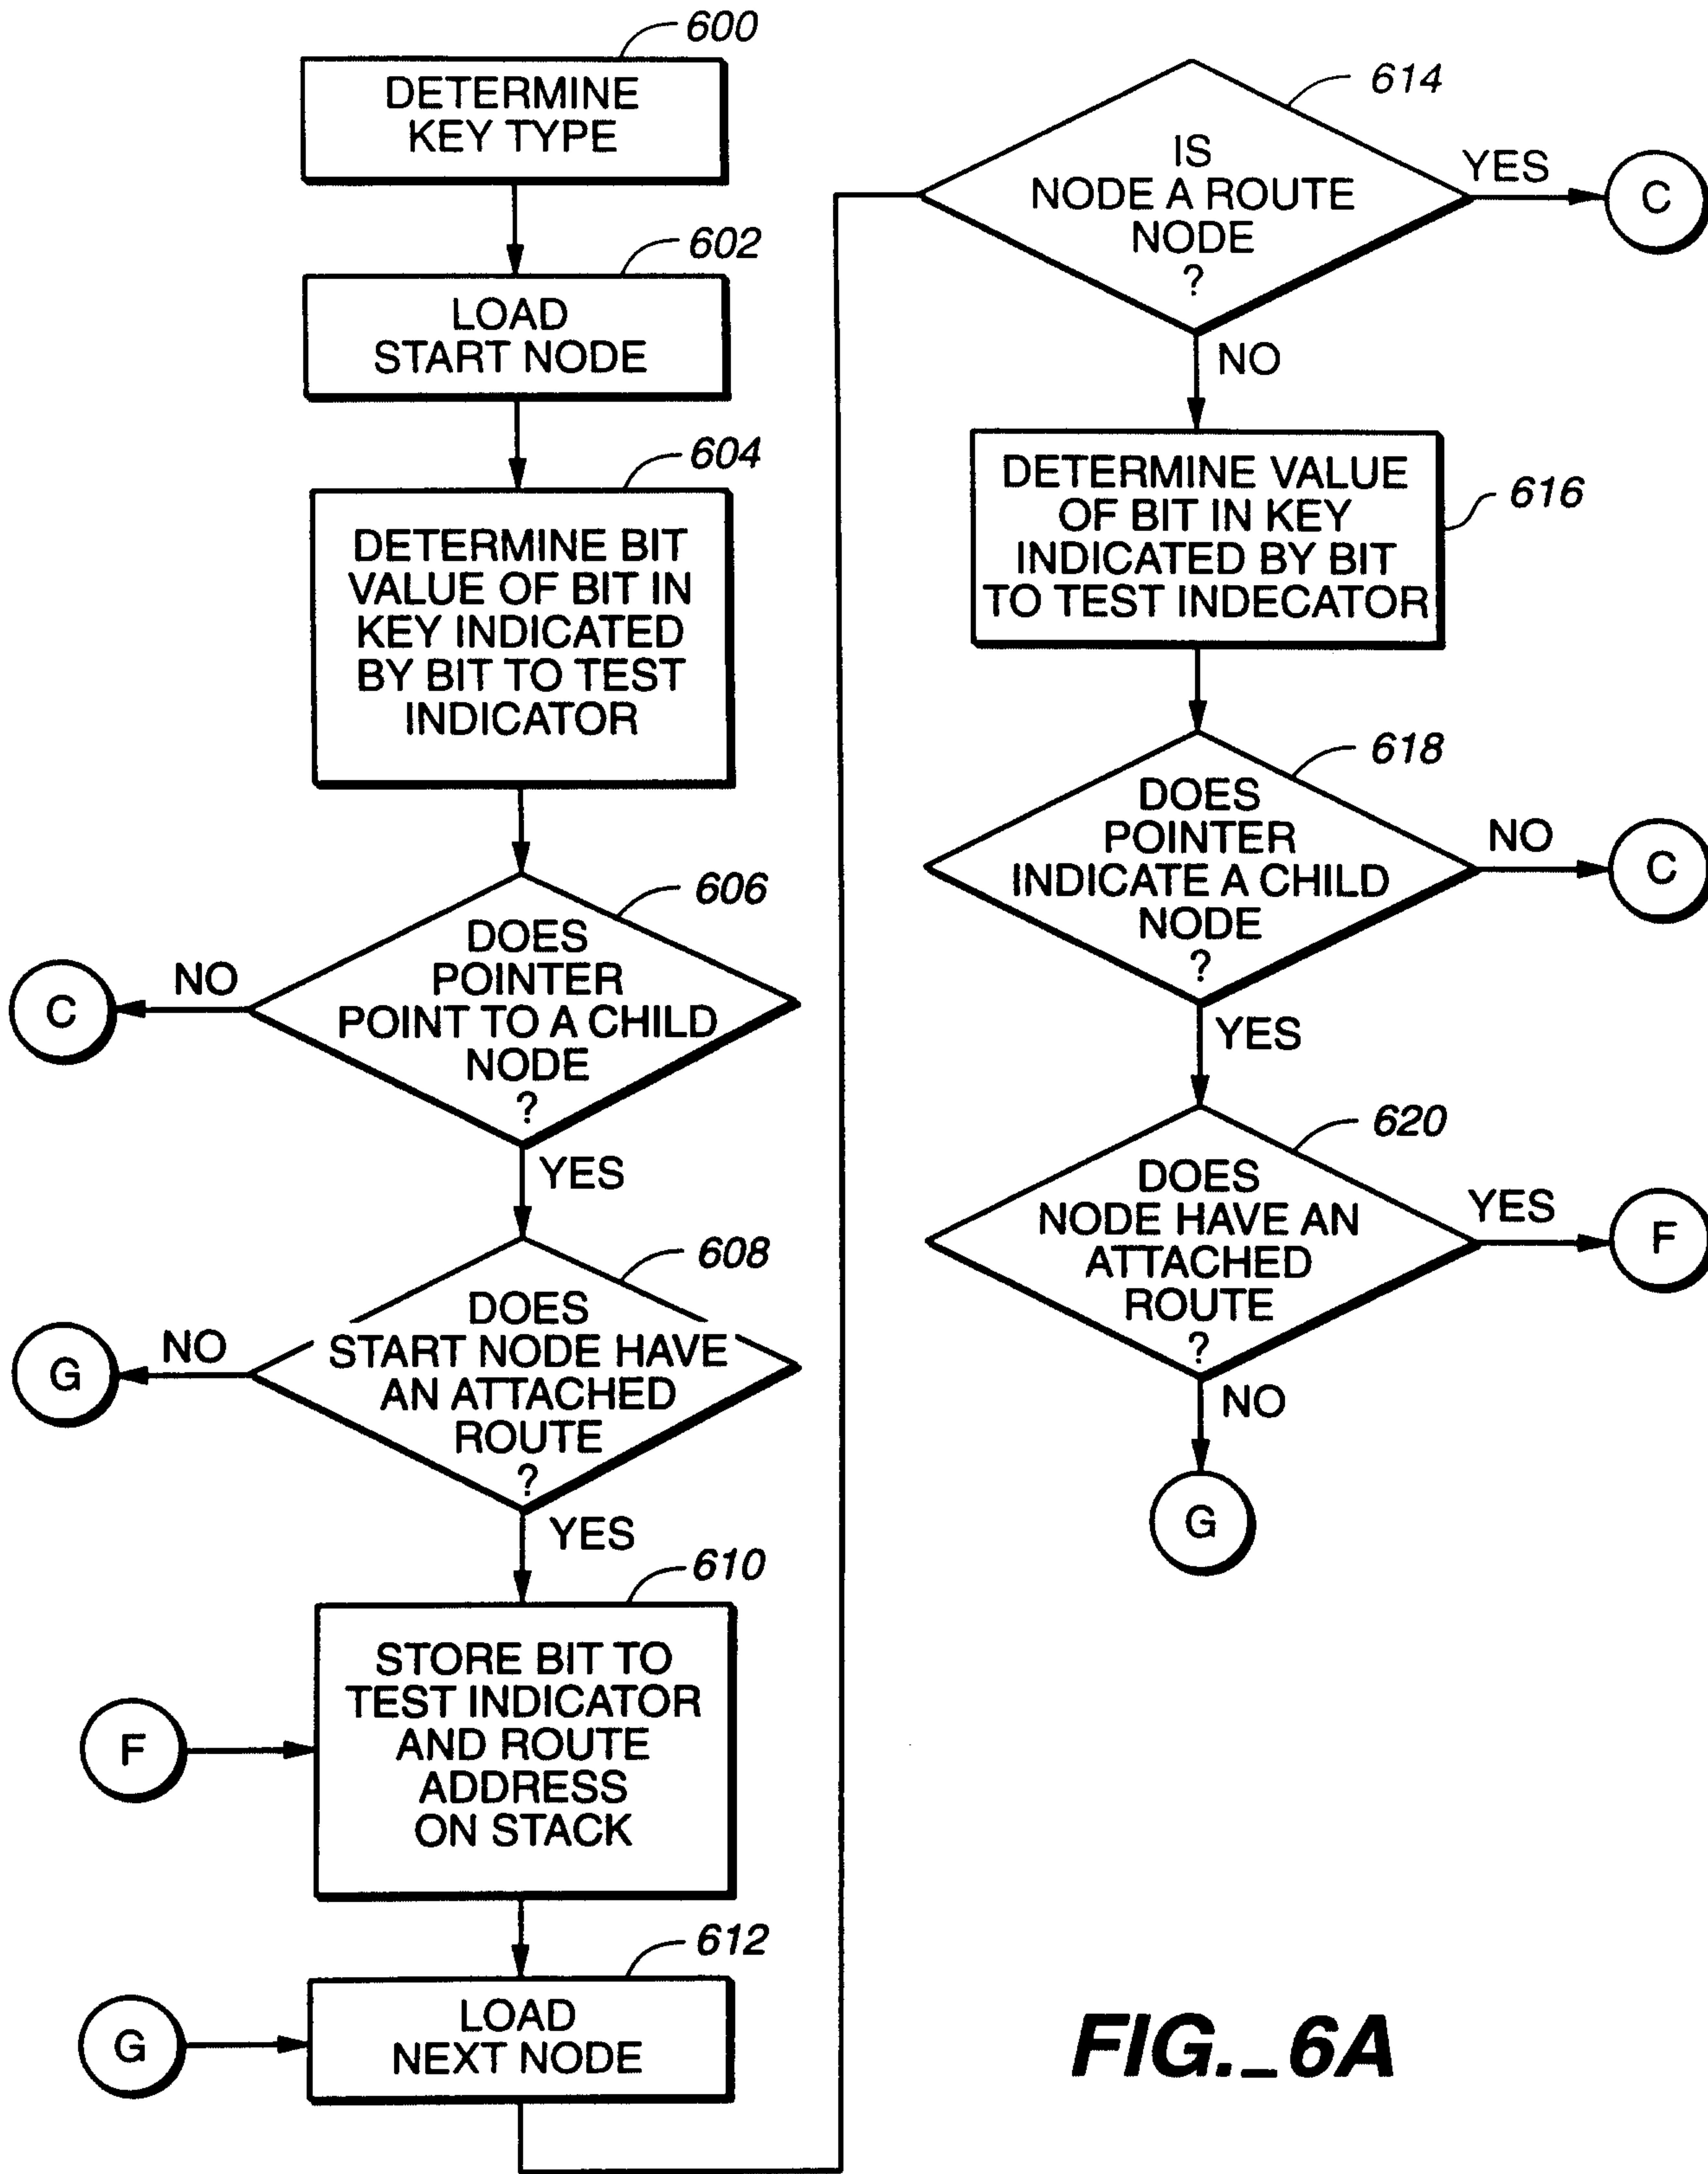 600
DETERMINE
KEY TYPE
602
LOAD
START NODE
604
DETERMINE BIT
VALUE OF BIT IN
KEY INDICATED
BY BIT TO TEST
INDICATOR
606
DOES
POINTER
POINT TO A CHILD
NODE
?
NO
C
YES
608
DOES
START NODE HAVE
AN ATTACHED
ROUTE
?
NO
G
YES
610
STORE BIT TO
TEST INDICATOR
AND ROUTE
ADDRESS
ON STACK
F
612
LOAD
NEXT NODE
G
614
IS
NODE A ROUTE
NODE
?
YES
C
NO
616
DETERMINE VALUE
OF BIT IN KEY
INDICATED BY BIT
TO TEST INDECATOR
618
DOES
POINTER
INDICATE A CHILD
NODE
?
NO
C
YES
620
DOES
NODE HAVE AN
ATTACHED
ROUTE
?
YES
F
NO
G
FIG._6A